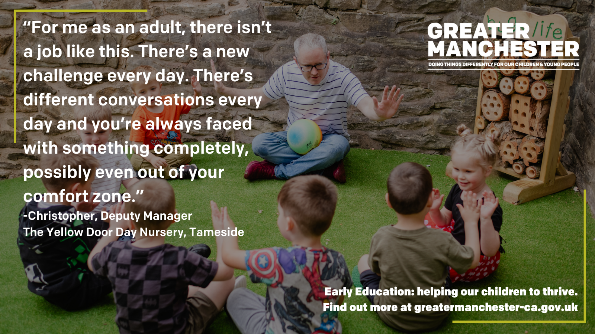 “For me as an adult, there isn’t
a job like this. There’s a new
challenge every day. There’s
different conversations every
day and you’re always faced
with something completely,
possibly even out of your
comfort zone.”
-Christopher, Deputy Manager
The Yellow Door Day Nursery, Tameside
GREATER
MANCHESTER
DOING THINGS DIFFERENTLY FOR OUR CHILDREN & YOUNG PEOPLE
life
Early Education: helping our children to thrive.
Find out more at greatermanchester-ca.gov.uk